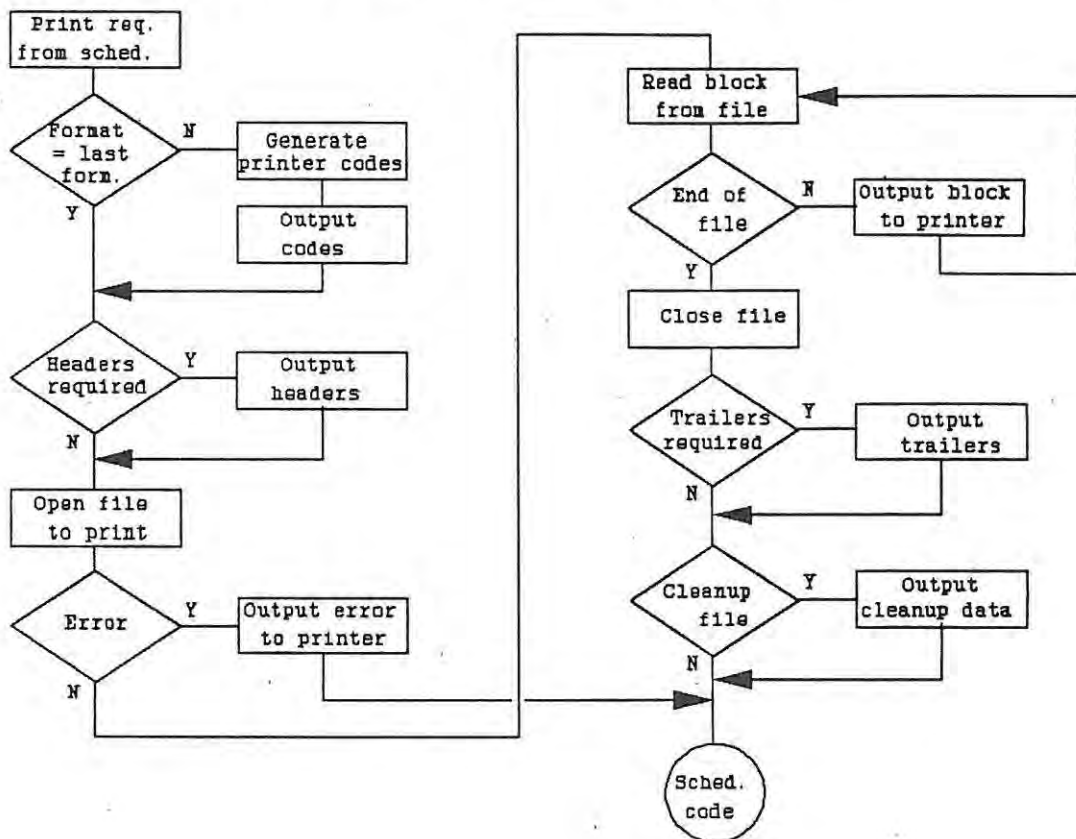 Print req.
from sched.
Format
= last
form.
N
Y
Generate
printer codes
Output
codes
Headers
required
Y
N
Output
headers
Open file
to print
Error
Y
N
Output error
to printer
Read block
from file
End of
file
N
Y
Output block
to printer
Close file
Trailers
required
Y
N
Output
trailers
Cleanup
file
Y
N
Output
cleanup data
Sched.
code